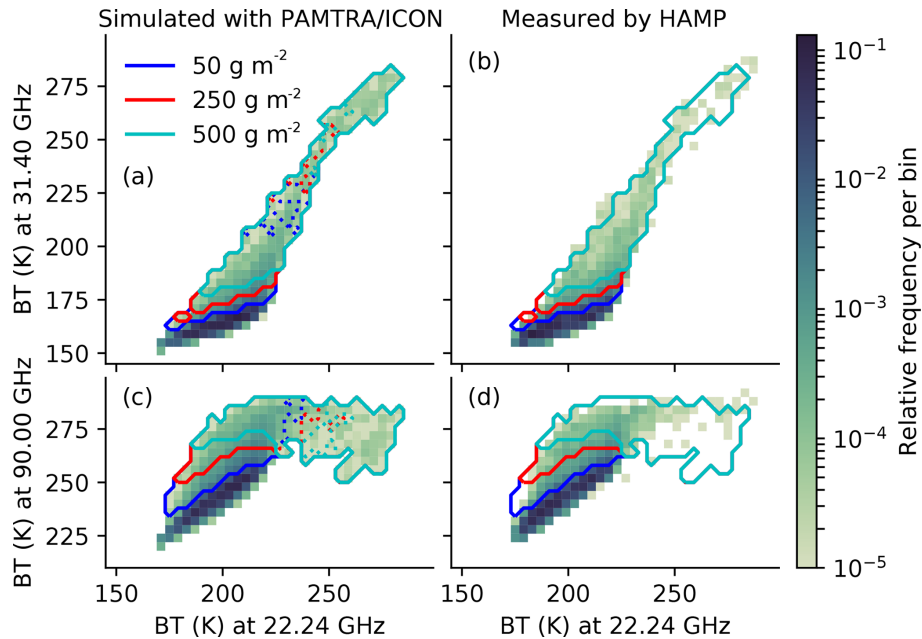 Simulated with PAMTRA/ICON
Measured by HAMP
50 g m⁻²
250 g m⁻²
500 g m⁻²
(a)
(b)
(c)
(d)
BT (K) at 31.40 GHz
275
250
225
200
175
150
BT (K) at 90.00 GHz
275
250
225
150
200
250
BT (K) at 22.24 GHz
150
200
250
BT (K) at 22.24 GHz
10⁻¹
10⁻²
10⁻³
10⁻⁴
10⁻⁵
Relative frequency per bin